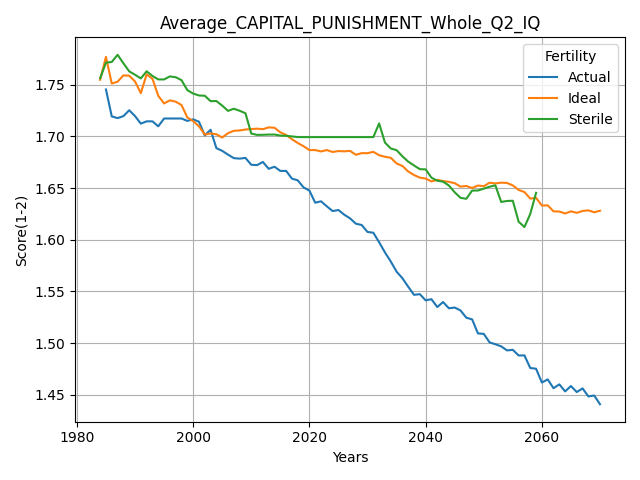 Average_CAPITAL_PUNISHMENT_Whole_Q2_IQ
Fertility
Actual
Ideal
Sterile
Score(1-2)
1.75
1.70
1.65
1.60
1.55
1.50
1.45
1980
2000
2020
2040
2060
Years